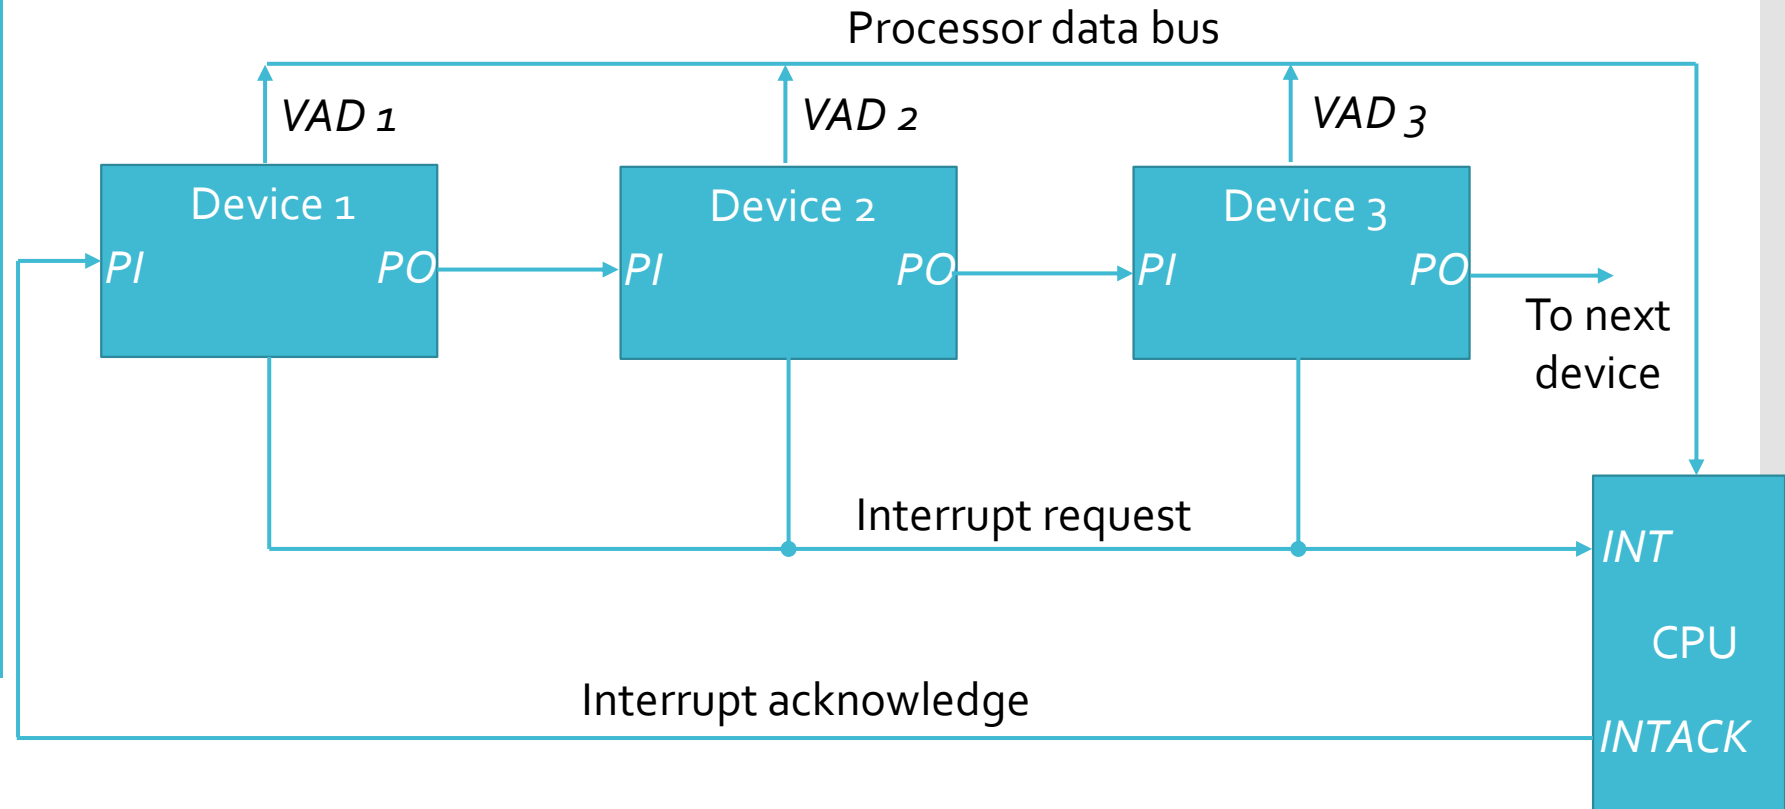 Processor data bus
VAD 1
VAD 2
VAD 3
Device 1
Device 2
Device 3
PI
PO
PI
PO
PI
PO
To next
device
Interrupt request
INT
CPU
Interrupt acknowledge
INTACK